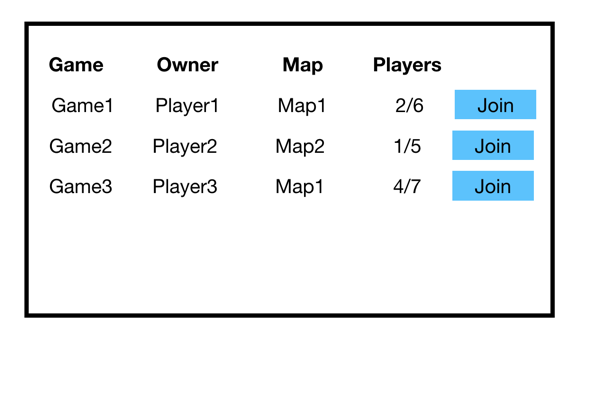 Game Owner Map Players
Game1 Player1 Map1 2/6 Join
Game2 Player2 Map2 1/5 Join
Game3 Player3 Map1 4/7 Join